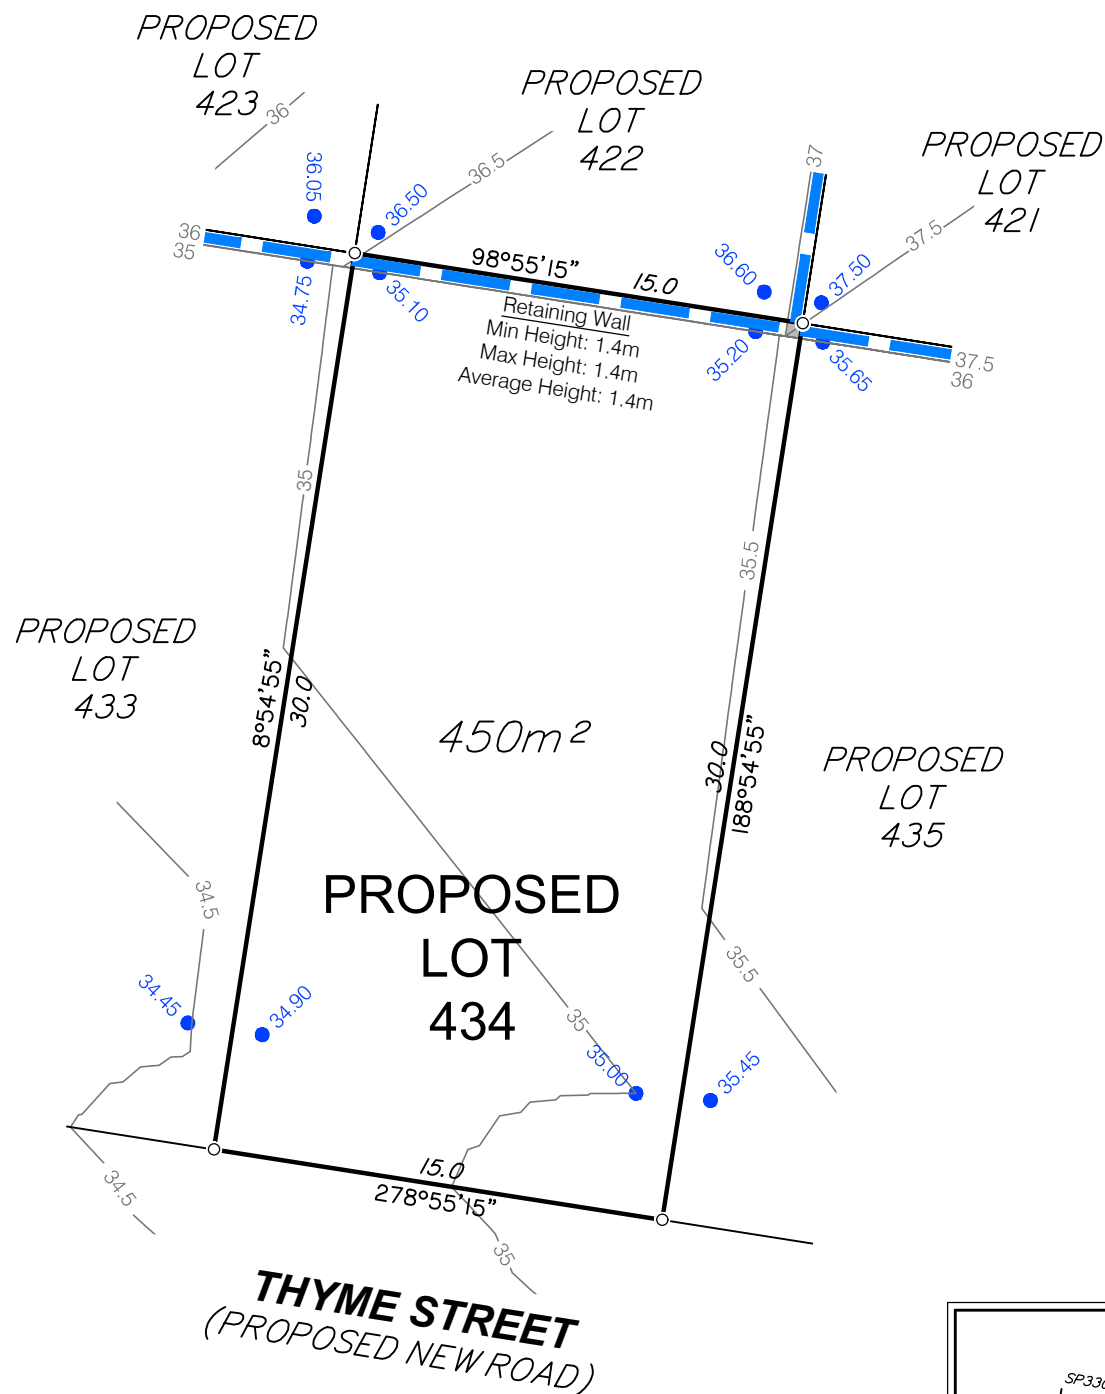 PROPOSED
LOT
423
36
PROPOSED
LOT
422
36.5
37
PROPOSED
LOT
421
37.5
36.05
36.50
36
35
34.75
35.10
98°55'15"
15.0
36.60
37.50
35.20
35.65
37.5
36
Retaining Wall
Min Height: 1.4m
Max Height: 1.4m
Average Height: 1.4m
35
35.5
PROPOSED
LOT
433
8°54'55"
30.0
450m²
30.0
188°54'55"
PROPOSED
LOT
435
34.5
PROPOSED
LOT
434
35.5
34.45
34.90
35
35.00
35.45
34.5
15.0
278°55'15"
35
THYME STREET
(PROPOSED NEW ROAD)